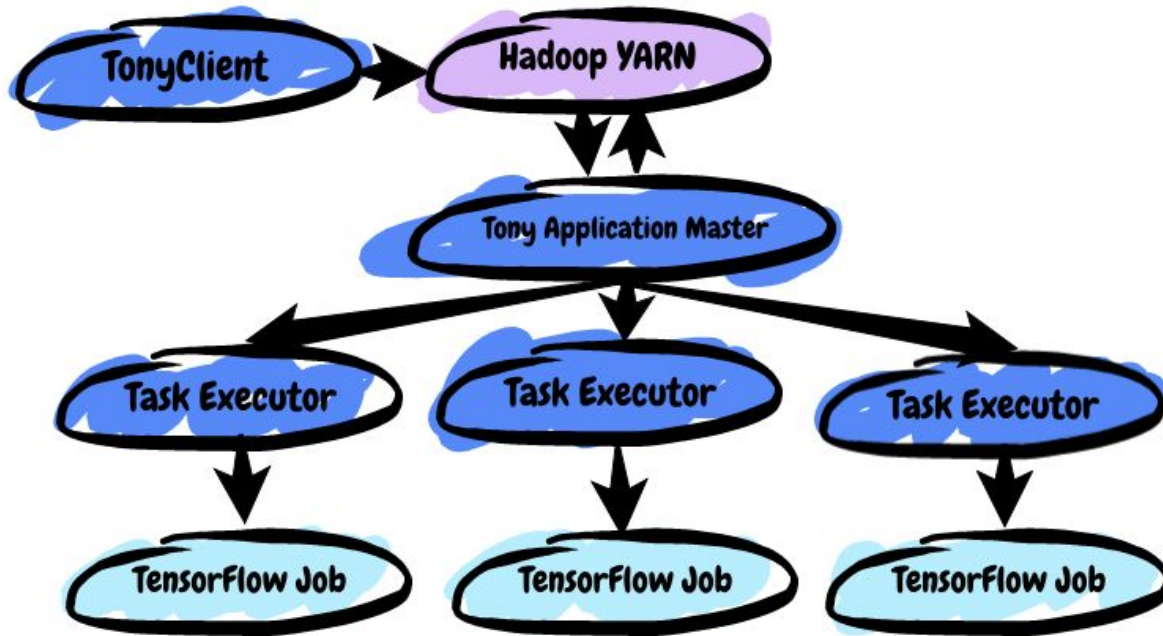 TonyClient
Hadoop YARN
Tony Application Master
Task Executor
Task Executor
Task Executor
TensorFlow Job
TensorFlow Job
TensorFlow Job